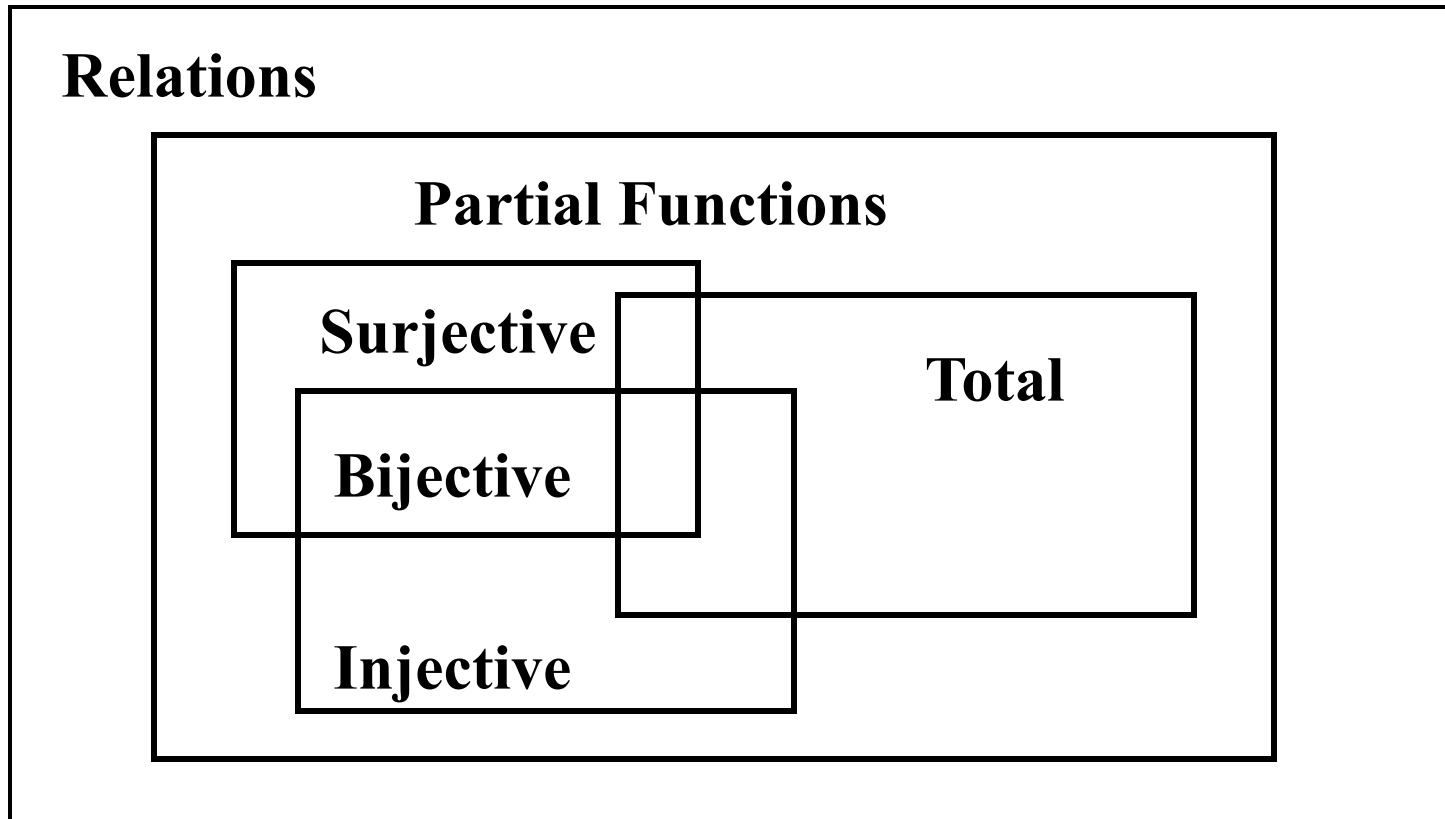 Relations
Partial Functions
Surjective
Total
Bijective
Injective